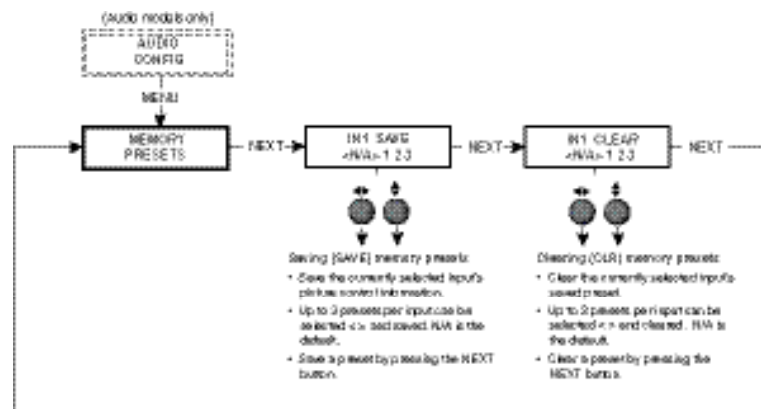 (Audio models only)
AUDIO
CONFIG
MENU
MEMORY
PRESETS
NEXT
IN1 SAVE
<N/A>-1 2-3
NEXT
IN1 CLEAR
<N/A>-1 2-3
NEXT
Saving (SAVE) memory presets:
• Save the currently selected input's
picture control information.
• Up to 3 presets per input can be
selected < > and saved. N/A is the
default.
• Save a preset by pressing the NEXT
button.
Clearing (CLR) memory presets:
• Clear the currently selected input's
saved preset.
• Up to 3 presets per input can be
selected < > and cleared. N/A is
the default.
• Clear a preset by pressing the
NEXT button.